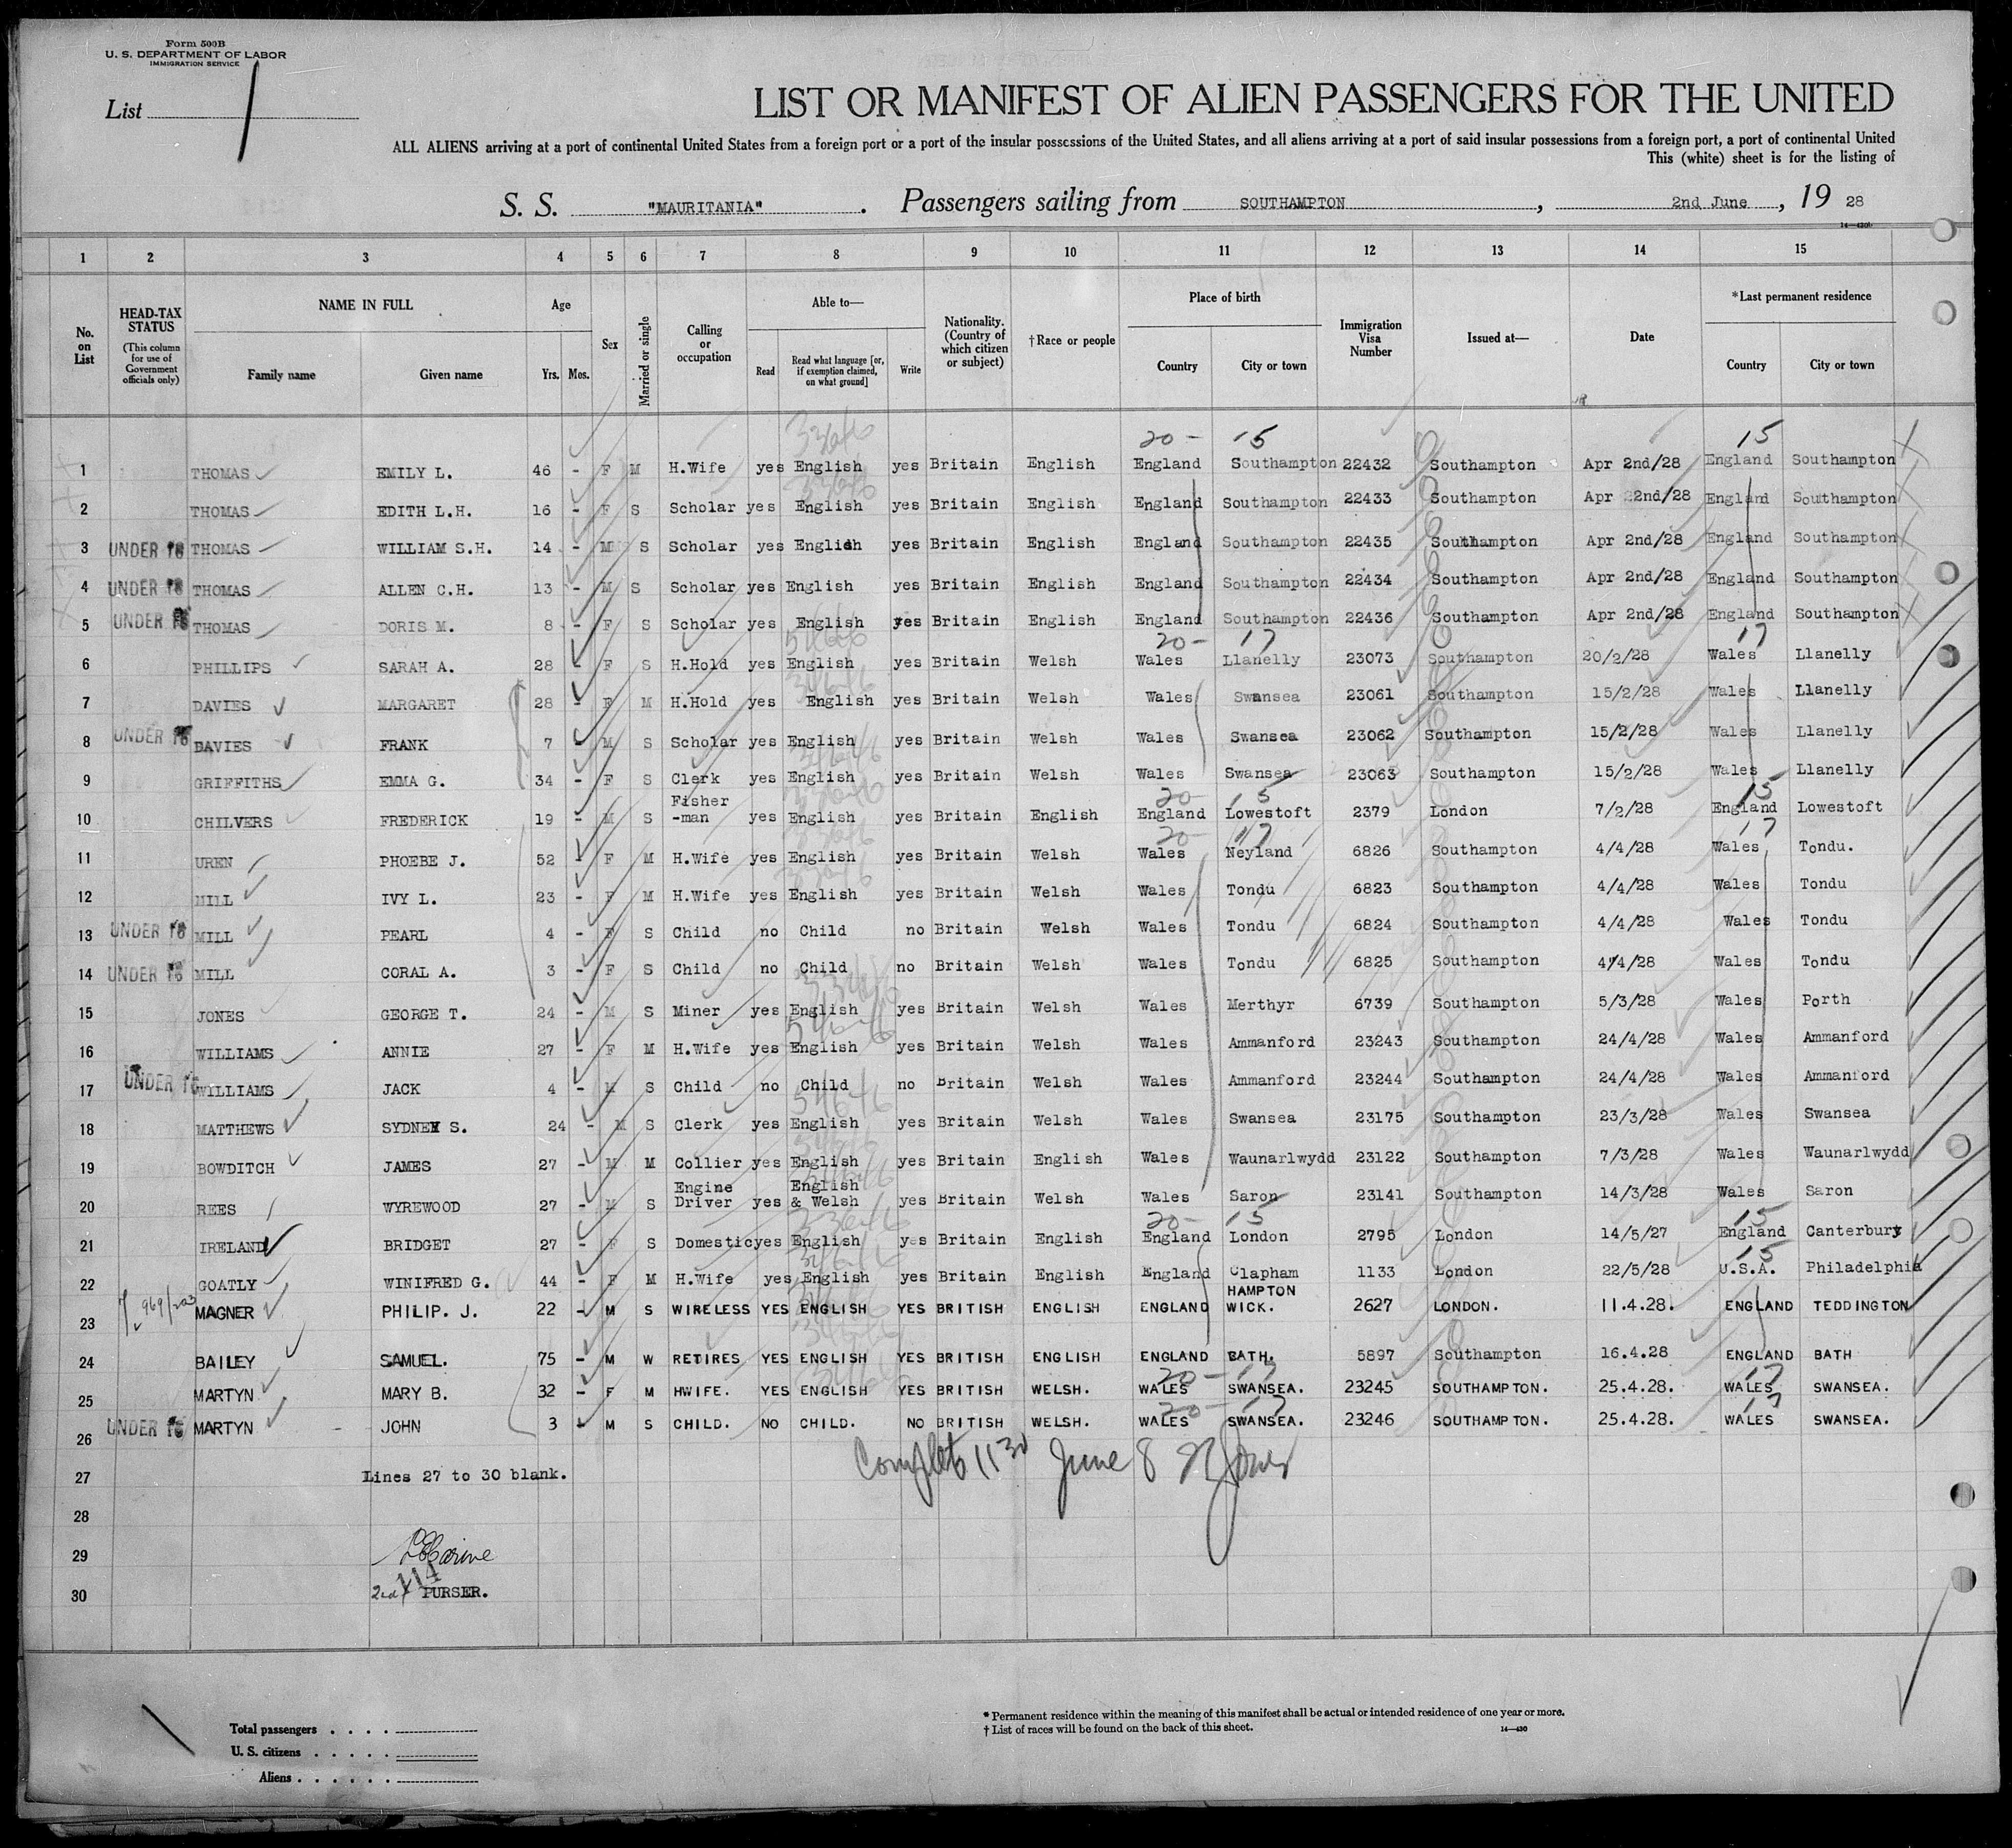 Form 500B
U. S. DEPARTMENT OF LABOR
IMMIGRATION SERVICE
List 1
LIST OR MANIFEST OF ALIEN PASSENGERS FOR THE UNITED
ALL ALIENS arriving at a port of continental United States from a foreign port or a port of the insular possessions of the United States, and all aliens arriving at a port of said insular possessions from a foreign port, a port of continental United
This (white) sheet is for the listing of
S. S. "MAURITANIA". Passengers sailing from SOUTHAMPTON, 2nd June, 19 28
1 2 3 4 5 6 7 8 9 10 11 12 13 14 15
No. on List
HEAD-TAX STATUS (This column for use of Government officials only)
NAME IN FULL Family name Given name
Age Yrs. Mos.
Sex
Married or single
Calling or occupation
Able to— Read Read what language [or, if exemption claimed, on what ground] Write
Nationality. (Country of which citizen or subject)
†Race or people
Place of birth Country City or town
Immigration Visa Number
Issued at—
Date
*Last permanent residence Country City or town
20- 15 15
1 THOMAS EMILY L. 46 - F M H.Wife yes English yes Britain English England Southampton 22432 Southampton Apr 2nd/28 England Southampton
2 THOMAS EDITH L.H. 16 - F S Scholar yes English yes Britain English England Southampton 22433 Southampton Apr 22nd/28 England Southampton
3 UNDER 16 THOMAS WILLIAM S.H. 14 - M S Scholar yes English yes Britain English England Southampton 22435 Southampton Apr 2nd/28 England Southampton
4 UNDER 16 THOMAS ALLEN C.H. 13 - M S Scholar yes English yes Britain English England Southampton 22434 Southampton Apr 2nd/28 England Southampton
5 UNDER 16 THOMAS DORIS M. 8 - F S Scholar yes English yes Britain English England Southampton 22436 Southampton Apr 2nd/28 England Southampton
20- 17 17
6 PHILLIPS SARAH A. 28 - F S H.Hold yes English yes Britain Welsh Wales Llanelly 23073 Southampton 20/2/28 Wales Llanelly
7 DAVIES MARGARET 28 - F M H.Hold yes English yes Britain Welsh Wales Swansea 23061 Southampton 15/2/28 Wales Llanelly
8 UNDER 16 DAVIES FRANK 7 - M S Scholar yes English yes Britain Welsh Wales Swansea 23062 Southampton 15/2/28 Wales Llanelly
9 GRIFFITHS EMMA G. 34 - F S Clerk yes English yes Britain Welsh Wales Swansea 23063 Southampton 15/2/28 Wales Llanelly
20- 15 15
10 CHILVERS FREDERICK 19 - M S Fisher-man yes English yes Britain English England Lowestoft 2379 London 7/2/28 England Lowestoft
20- 17 17
11 UREN PHOEBE J. 52 - F M H.Wife yes English yes Britain Welsh Wales Neyland 6826 Southampton 4/4/28 Wales Tondu.
12 MILL IVY L. 23 - F M H.Wife yes English yes Britain Welsh Wales Tondu 6823 Southampton 4/4/28 Wales Tondu
13 UNDER 16 MILL PEARL 4 - F S Child no Child no Britain Welsh Wales Tondu 6824 Southampton 4/4/28 Wales Tondu
14 UNDER 16 MILL CORAL A. 3 - F S Child no Child no Britain Welsh Wales Tondu 6825 Southampton 4/4/28 Wales Tondu
15 JONES GEORGE T. 24 - M S Miner yes English yes Britain Welsh Wales Merthyr 6739 Southampton 5/3/28 Wales Porth
16 WILLIAMS ANNIE 27 - F M H.Wife yes English yes Britain Welsh Wales Ammanford 23243 Southampton 24/4/28 Wales Ammanford
17 UNDER 16 WILLIAMS JACK 4 - M S Child no Child no Britain Welsh Wales Ammanford 23244 Southampton 24/4/28 Wales Ammanford
18 MATTHEWS SYDNEY S. 24 - M S Clerk yes English yes Britain Welsh Wales Swansea 23175 Southampton 23/3/28 Wales Swansea
19 BOWDITCH JAMES 27 - M M Collier yes English yes Britain English Wales Waunarlwydd 23122 Southampton 7/3/28 Wales Waunarlwydd
20 REES WYREWOOD 27 - M S Engine Driver yes English & Welsh yes Britain Welsh Wales Saron 23141 Southampton 14/3/28 Wales Saron
20- 15 15
21 IRELAND BRIDGET 27 - F S Domestic yes English yes Britain English England London 2795 London 14/5/27 England Canterbury
15
22 GOATLY WINIFRED G. 44 - F M H.Wife yes English yes Britain English England Clapham 1133 London 22/5/28 U.S.A. Philadelphia
23 MAGNER PHILIP. J. 22 - M S WIRELESS YES ENGLISH YES BRITISH ENGLISH ENGLAND HAMPTON WICK. 2627 LONDON. 11.4.28. ENGLAND TEDDINGTON
24 BAILEY SAMUEL. 75 - M W RETIRES YES ENGLISH YES BRITISH ENGLISH ENGLAND BATH. 5897 Southampton 16.4.28 ENGLAND BATH
20- 17 17
25 MARTYN MARY B. 32 - F M HWIFE. YES ENGLISH YES BRITISH WELSH. WALES SWANSEA. 23245 SOUTHAMPTON. 25.4.28. WALES SWANSEA.
20- 17 17
26 UNDER 16 MARTYN JOHN 3 - M S CHILD. NO CHILD. NO BRITISH WELSH. WALES SWANSEA. 23246 SOUTHAMPTON. 25.4.28. WALES SWANSEA.
Complete 11 30 June 8
27 Lines 27 to 30 blank.
28
29
114
30 2nd PURSER.
Total passengers . . . .
U. S. citizens . . . . .
Aliens . . . . . .
* Permanent residence within the meaning of this manifest shall be actual or intended residence of one year or more.
† List of races will be found on the back of this sheet.
14—430